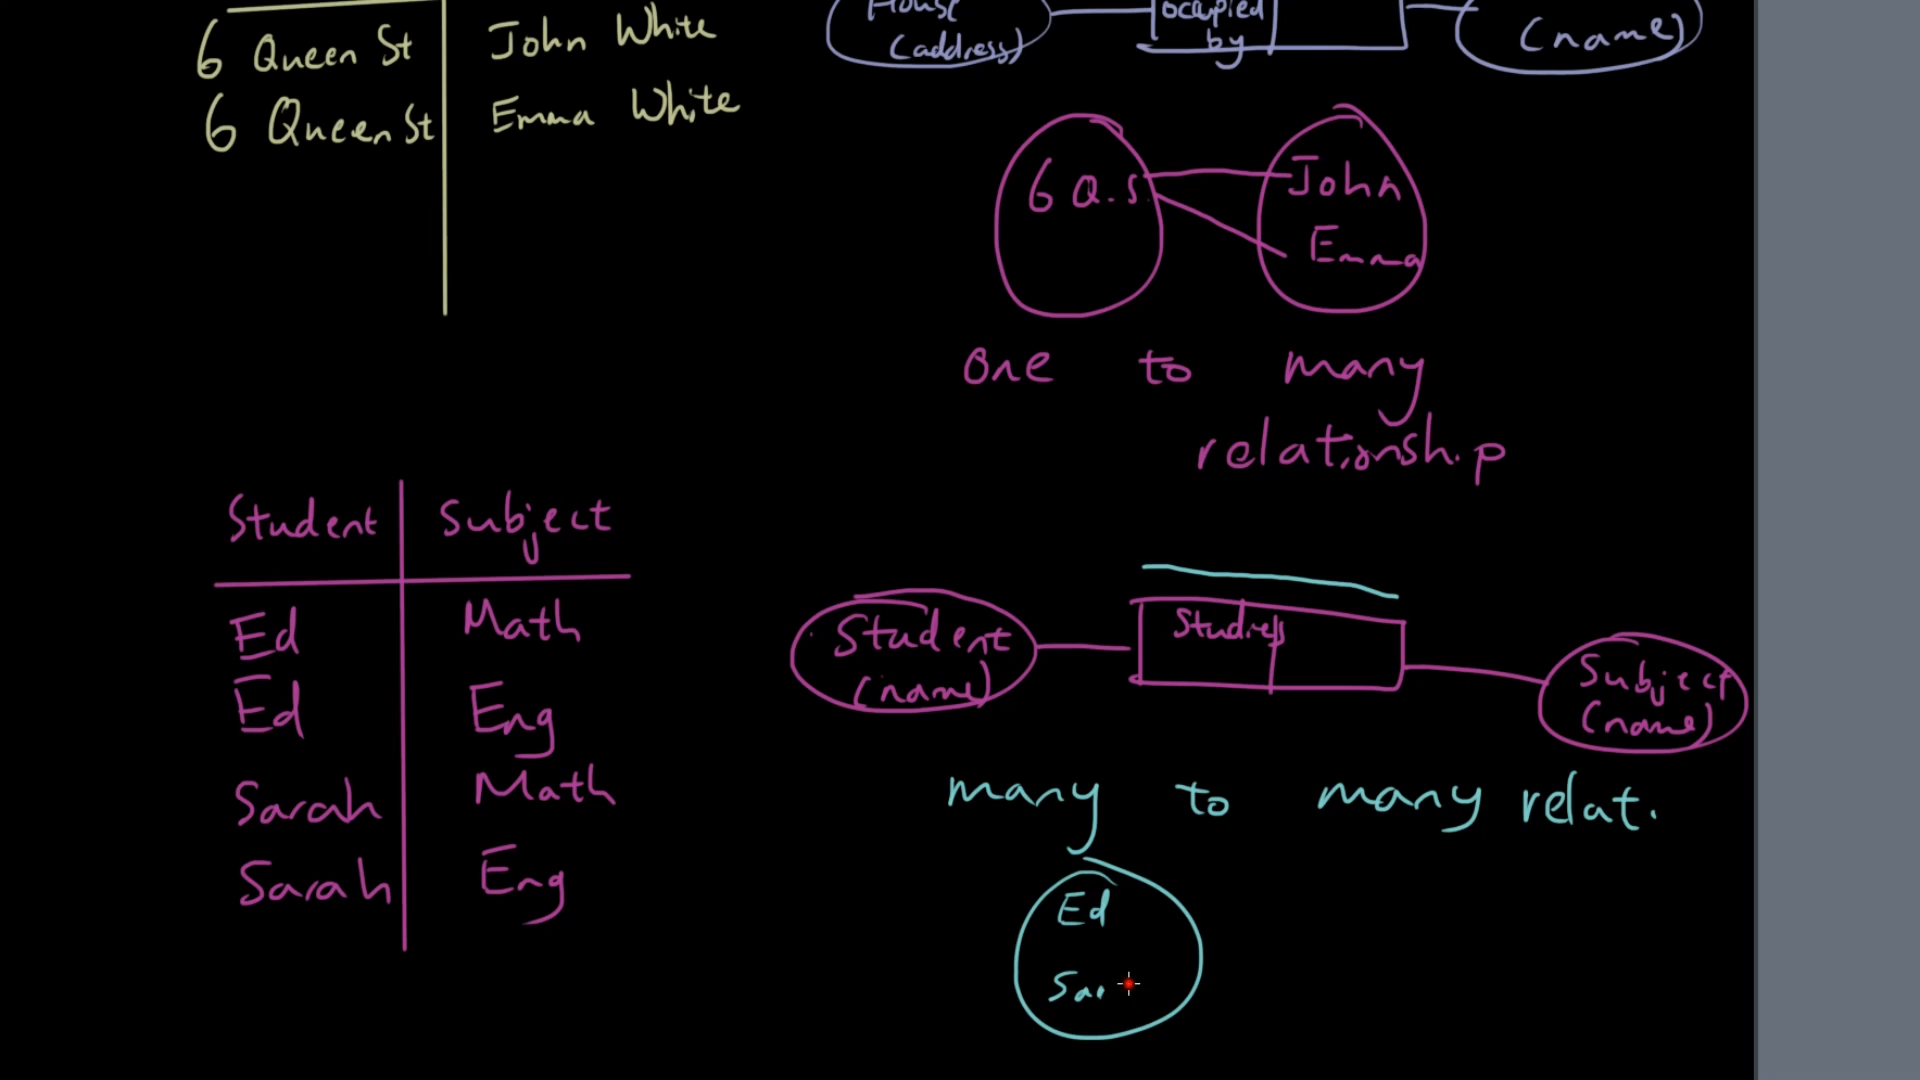 6 Queen St John White
6 Queen St Emma White
House
(address)
occupied
by
(name)
6 Q.S.
John
Emma
one to many
relationship
Student Subject
Ed Math
Ed Eng
Sarah Math
Sarah Eng
Student
(name)
Studies
Subject
(name)
many to many relat.
Ed
Sar